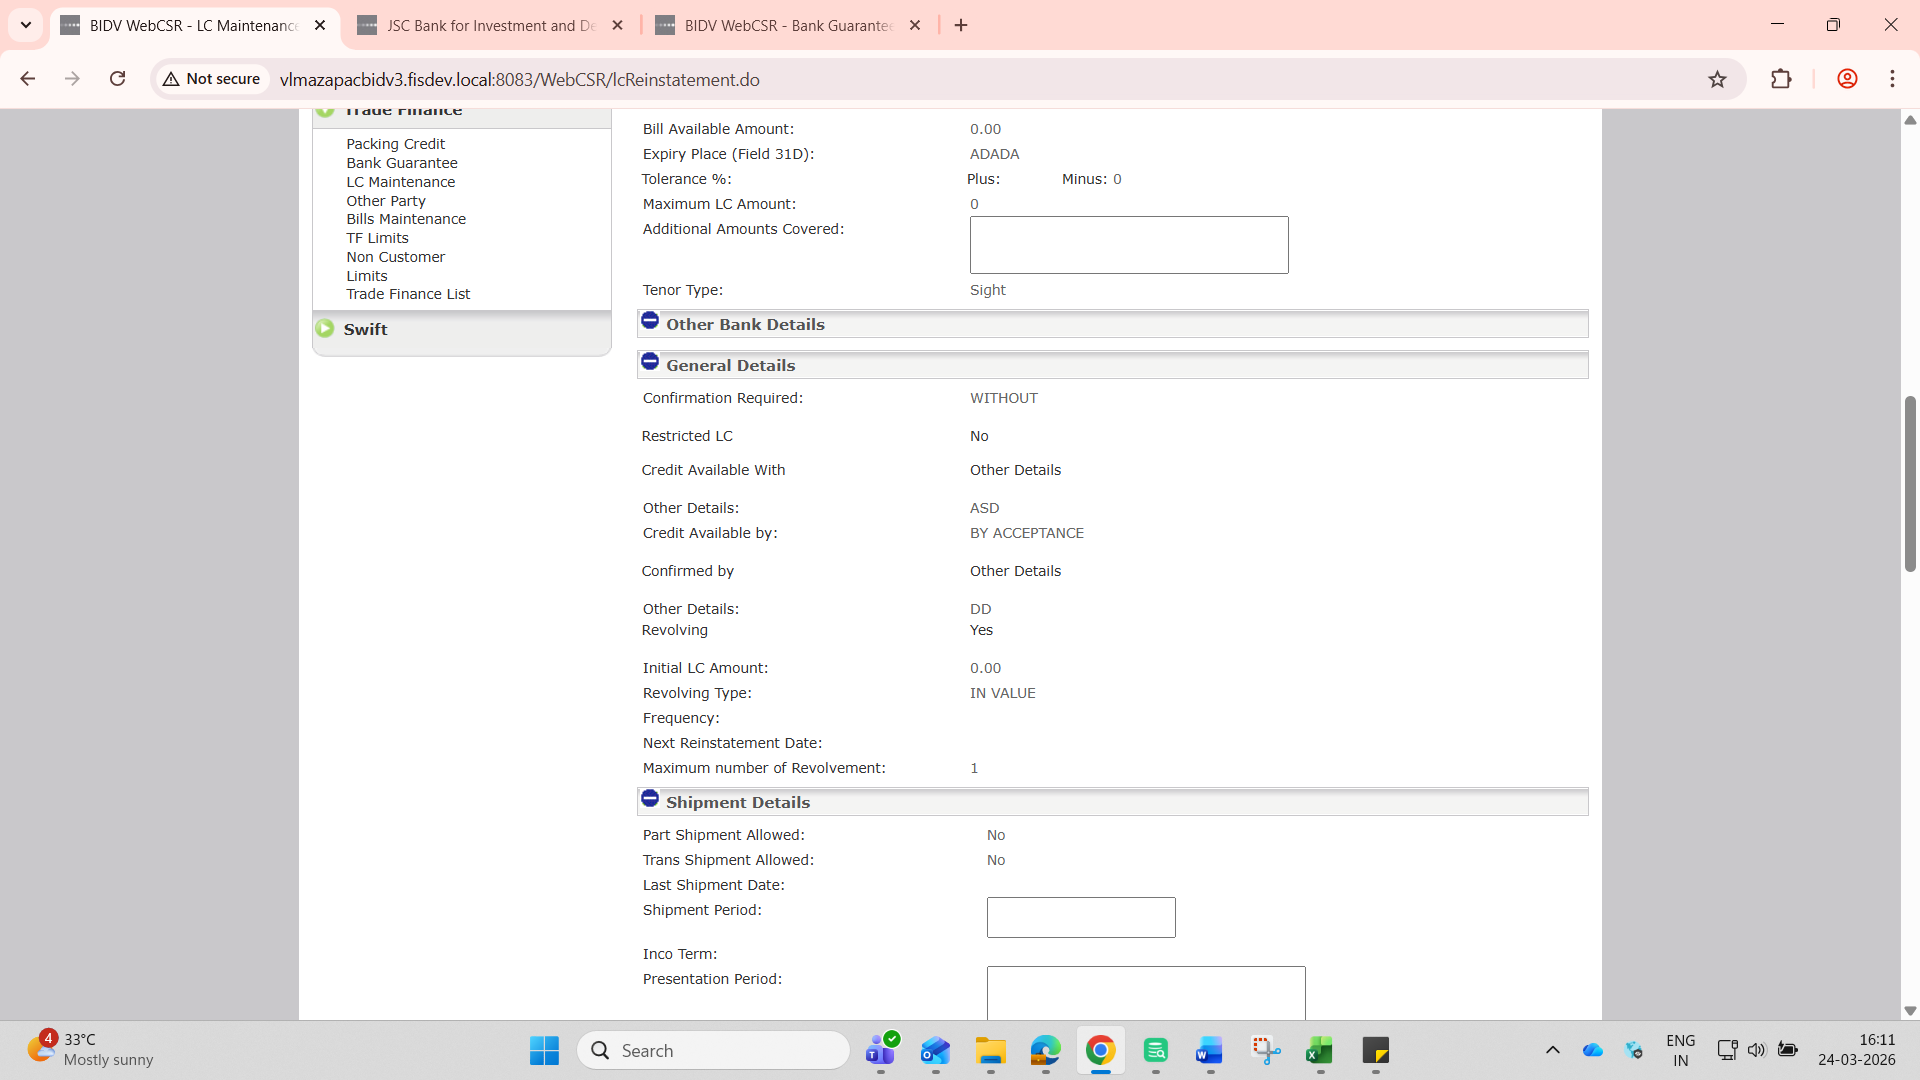 BIDV WebCSR - LC Maintenance
JSC Bank for Investment and De
BIDV WebCSR - Bank Guarantee
Not secure
vlmazapacbidv3.fisdev.local:8083/WebCSR/lcReinstatement.do
Trade Finance
Packing Credit
Bank Guarantee
LC Maintenance
Other Party
Bills Maintenance
TF Limits
Non Customer
Limits
Trade Finance List
Swift
Bill Available Amount: 0.00
Expiry Place (Field 31D): ADADA
Tolerance %: Plus: Minus: 0
Maximum LC Amount: 0
Additional Amounts Covered:
Tenor Type: Sight
Other Bank Details
General Details
Confirmation Required: WITHOUT
Restricted LC No
Credit Available With Other Details
Other Details: ASD
Credit Available by: BY ACCEPTANCE
Confirmed by Other Details
Other Details: DD
Revolving Yes
Initial LC Amount: 0.00
Revolving Type: IN VALUE
Frequency:
Next Reinstatement Date:
Maximum number of Revolvement: 1
Shipment Details
Part Shipment Allowed: No
Trans Shipment Allowed: No
Last Shipment Date:
Shipment Period:
Inco Term:
Presentation Period:
4
33°C
Mostly sunny
Search
ENG
IN
16:11
24-03-2026